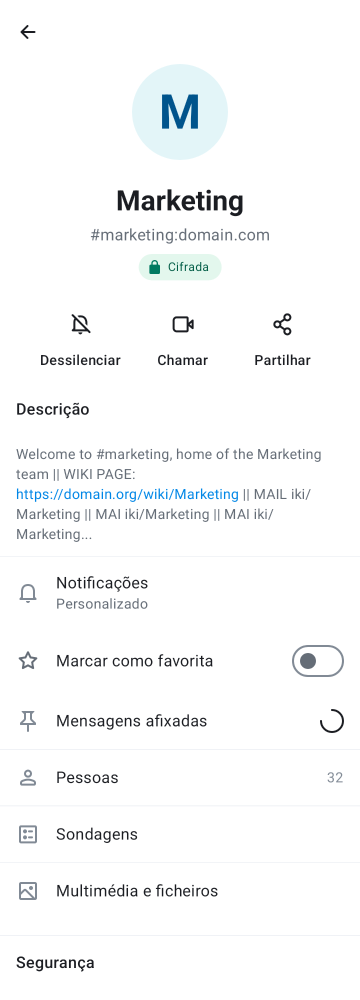 M
Marketing
#marketing:domain.com
Cifrada
Dessilenciar
Chamar
Partilhar
Descrição
Welcome to #marketing, home of the Marketing
team || WIKI PAGE:
https://domain.org/wiki/Marketing || MAIL iki/
Marketing || MAI iki/Marketing || MAI iki/
Marketing...
Notificações
Personalizado
Marcar como favorita
Mensagens afixadas
Pessoas 32
Sondagens
Multimédia e ficheiros
Segurança